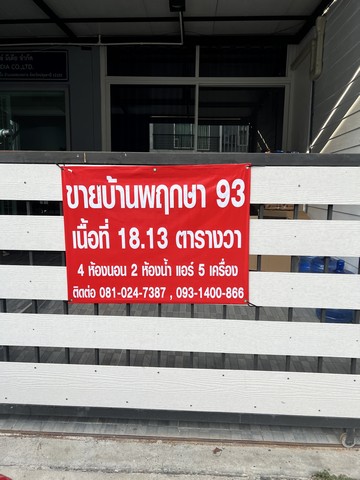 ขายบ้านพฤกษา 93
เนื้อที่ 18.13 ตารางวา
4 ห้องนอน 2 ห้องน้ำ แอร์ 5 เครื่อง
ติดต่อ 081-024-7387 , 093-1400-866